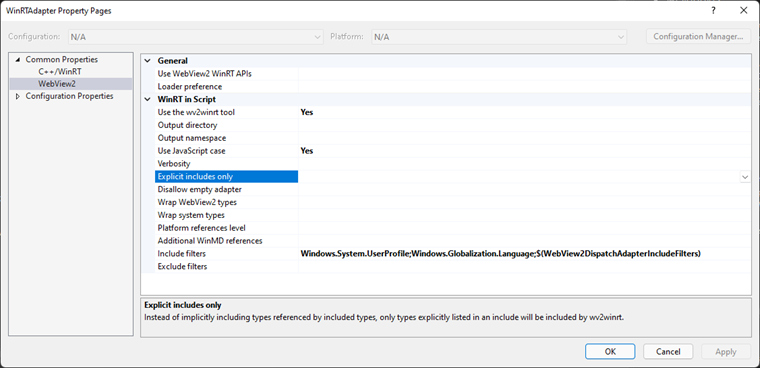 WinRTAdapter Property Pages
Configuration: N/A Platform: N/A Configuration Manager...
Common Properties
C++/WinRT
WebView2
Configuration Properties
General
Use WebView2 WinRT APIs
Loader preference
WinRT in Script
Use the wv2winrt tool Yes
Output directory
Output namespace
Use JavaScript case Yes
Verbosity
Explicit includes only
Disallow empty adapter
Wrap WebView2 types
Wrap system types
Platform references level
Additional WinMD references
Include filters Windows.System.UserProfile;Windows.Globalization.Language;$(WebView2DispatchAdapterIncludeFilters)
Exclude filters
Explicit includes only
Instead of implicitly including types referenced by included types, only types explicitly listed in an include will be included by wv2winrt.
OK Cancel Apply